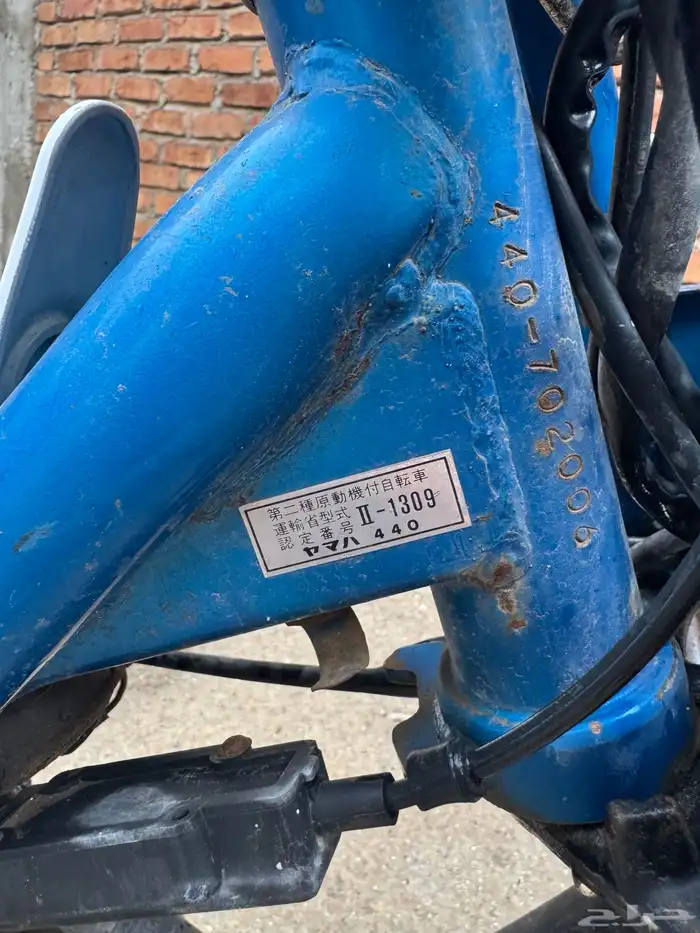 440-702006
第二種原動機付自転車
運輸省型式
認定番号 II-1309
ヤマハ 440
حراج